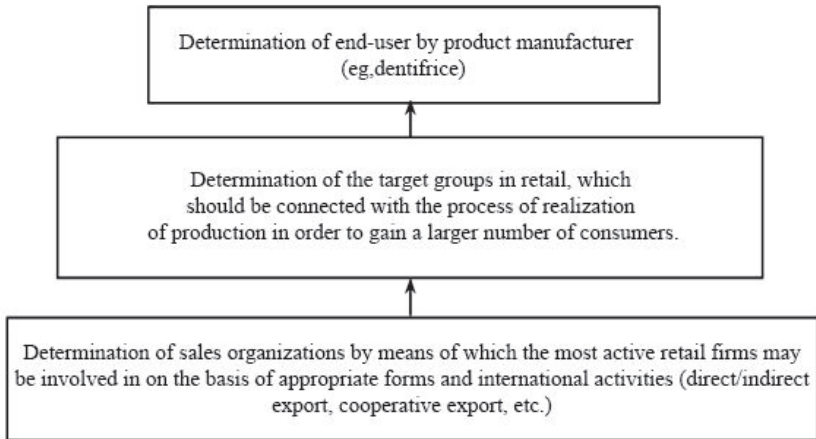 Determination of end-user by product manufacturer
(eg,dentifrice)
Determination of the target groups in retail, which
should be connected with the process of realization
of production in order to gain a larger number of consumers.
Determination of sales organizations by means of which the most active retail firms may
be involved in on the basis of appropriate forms and international activities (direct/indirect
export, cooperative export, etc.)